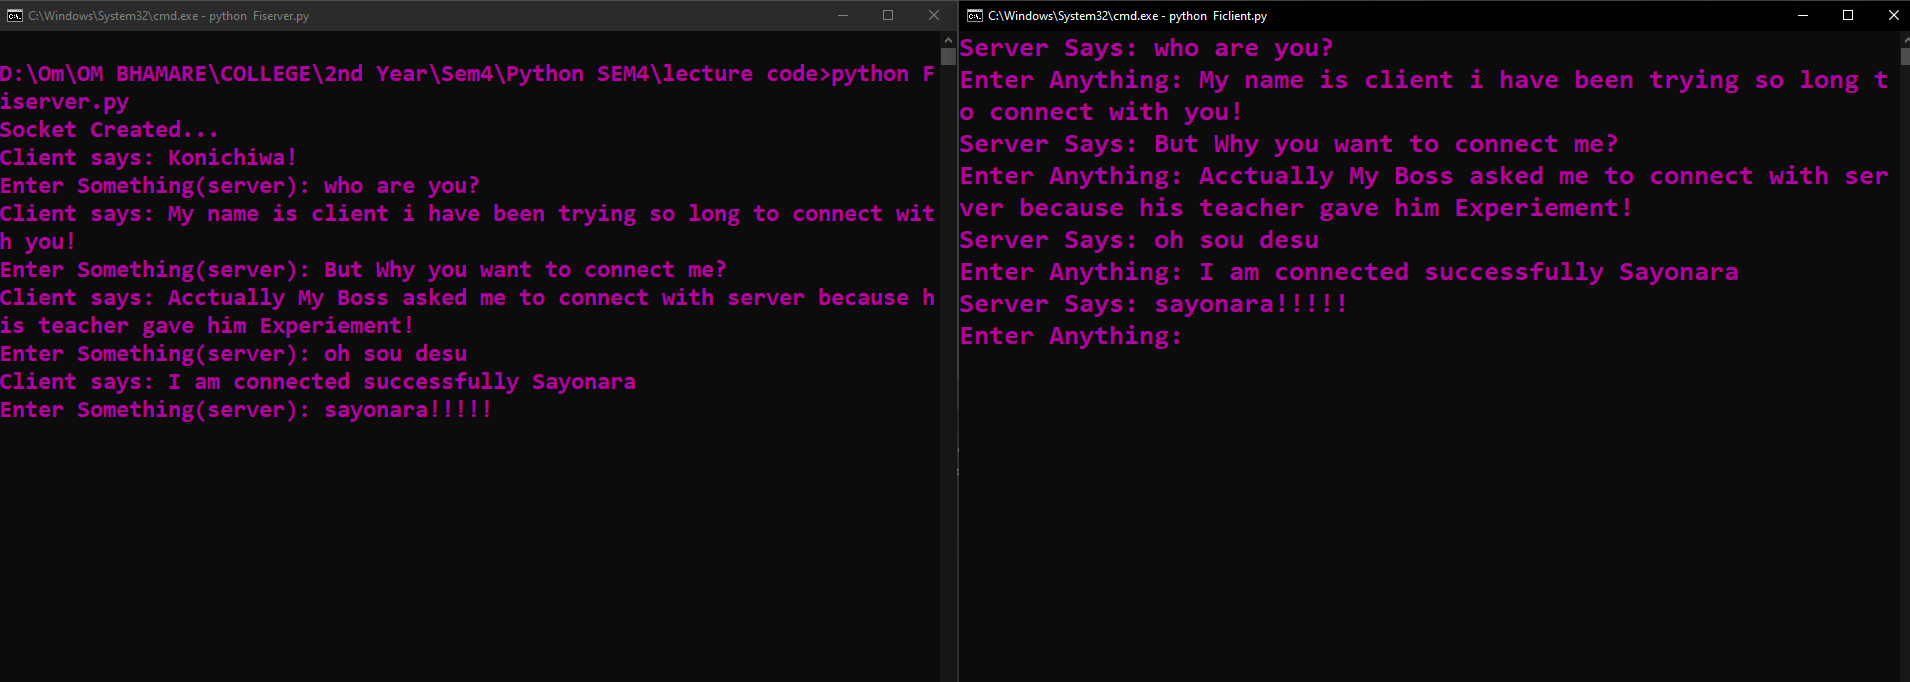 C:\Windows\System32\cmd.exe - python  Fiserver.py
D:\Om\OM BHAMARE\COLLEGE\2nd Year\Sem4\Python SEM4\lecture code>python F
iserver.py
Socket Created...
Client says: Konichiwa!
Enter Something(server): who are you?
Client says: My name is client i have been trying so long to connect wit
h you!
Enter Something(server): But Why you want to connect me?
Client says: Acctually My Boss asked me to connect with server because h
is teacher gave him Experiement!
Enter Something(server): oh sou desu
Client says: I am connected successfully Sayonara
Enter Something(server): sayonara!!!!!
C:\Windows\System32\cmd.exe - python  Ficlient.py
Server Says: who are you?
Enter Anything: My name is client i have been trying so long t
o connect with you!
Server Says: But Why you want to connect me?
Enter Anything: Acctually My Boss asked me to connect with ser
ver because his teacher gave him Experiement!
Server Says: oh sou desu
Enter Anything: I am connected successfully Sayonara
Server Says: sayonara!!!!!
Enter Anything: